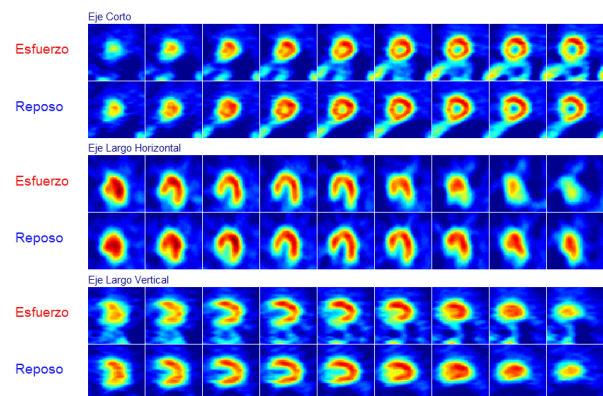 Eje Corto
Esfuerzo
Reposo
Eje Largo Horizontal
Esfuerzo
Reposo
Eje Largo Vertical
Esfuerzo
Reposo